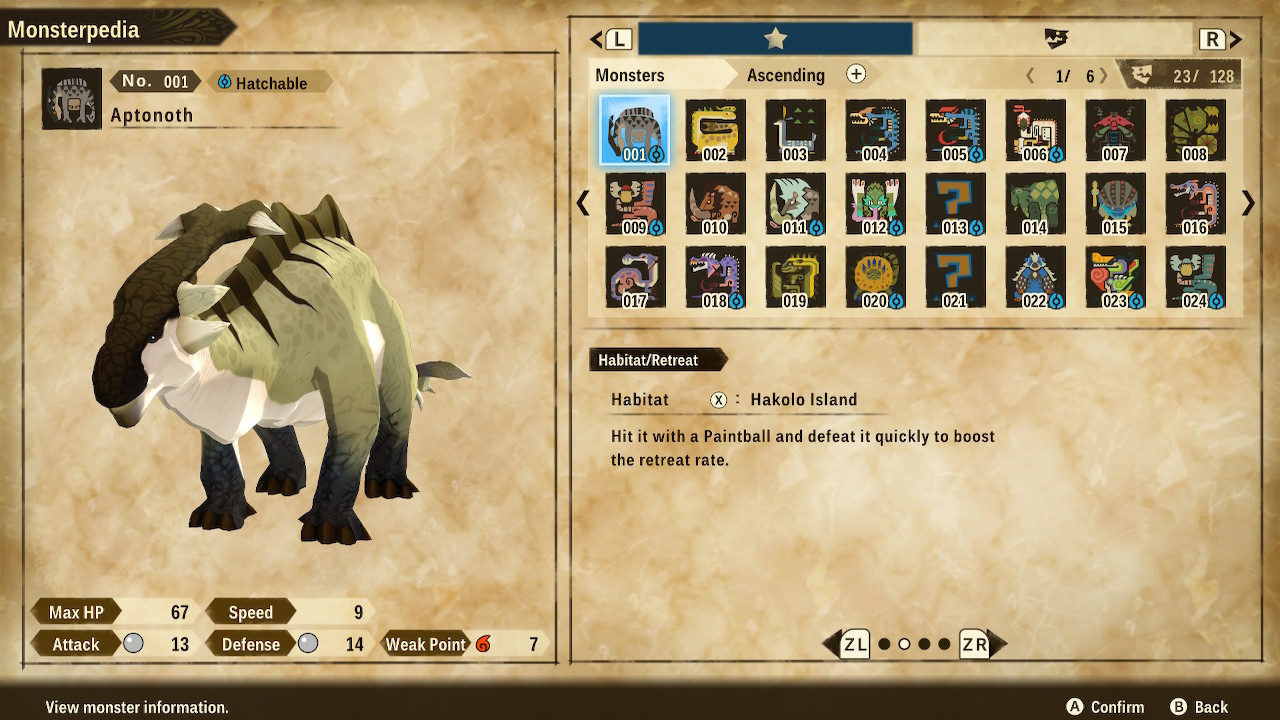 Monsterpedia
No. 001
Hatchable
Aptonoth
L
R
Monsters
Ascending
1/ 6
23/ 128
001 002 003 004 005 006 007 008
009 010 011 012 013 014 015 016
017 018 019 020 021 022 023 024
Habitat/Retreat
Habitat X : Hakolo Island
Hit it with a Paintball and defeat it quickly to boost
the retreat rate.
Max HP 67 Speed 9
Attack 13 Defense 14 Weak Point 7
ZL ZR
View monster information.
A Confirm B Back